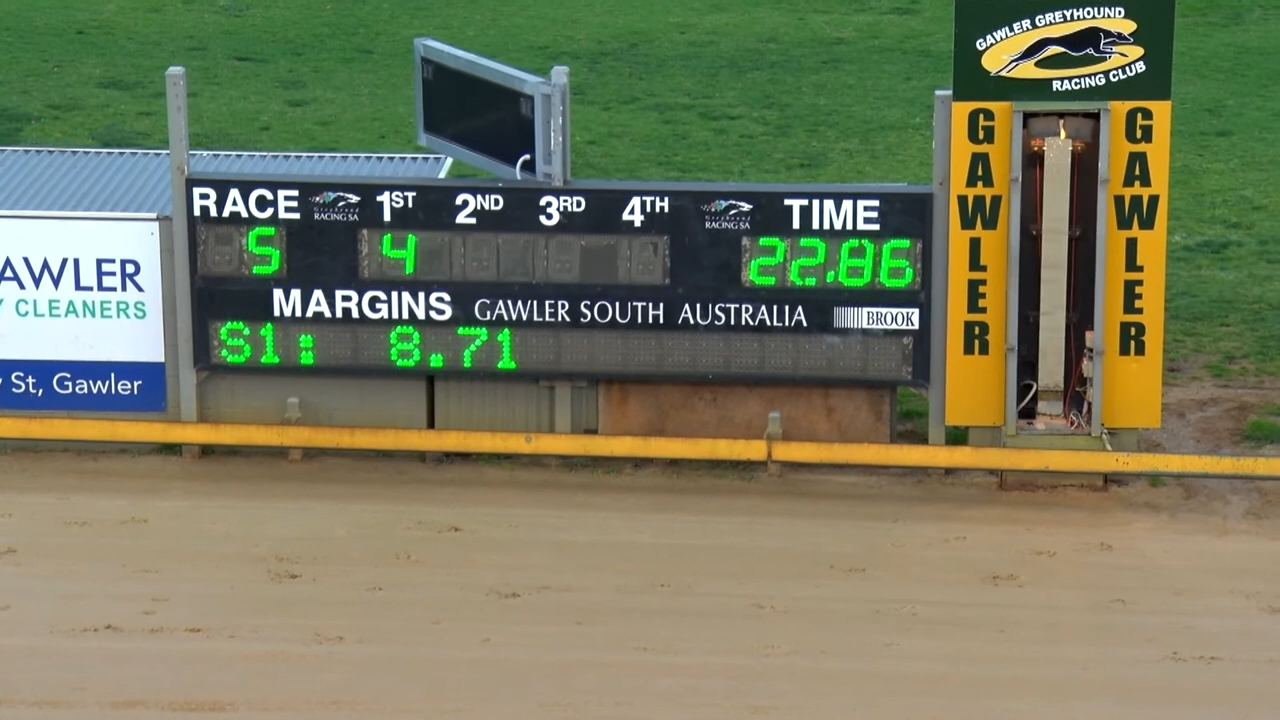 GAWLER GREYHOUND
RACING CLUB
GAWLER
GAWLER
RACE
Greyhound
RACING SA
1ST
2ND
3RD
4TH
Greyhound
RACING SA
TIME
5
4
22.86
MARGINS
GAWLER SOUTH AUSTRALIA
BROOK
S1: 8.71
AWLER
Y CLEANERS
St, Gawler